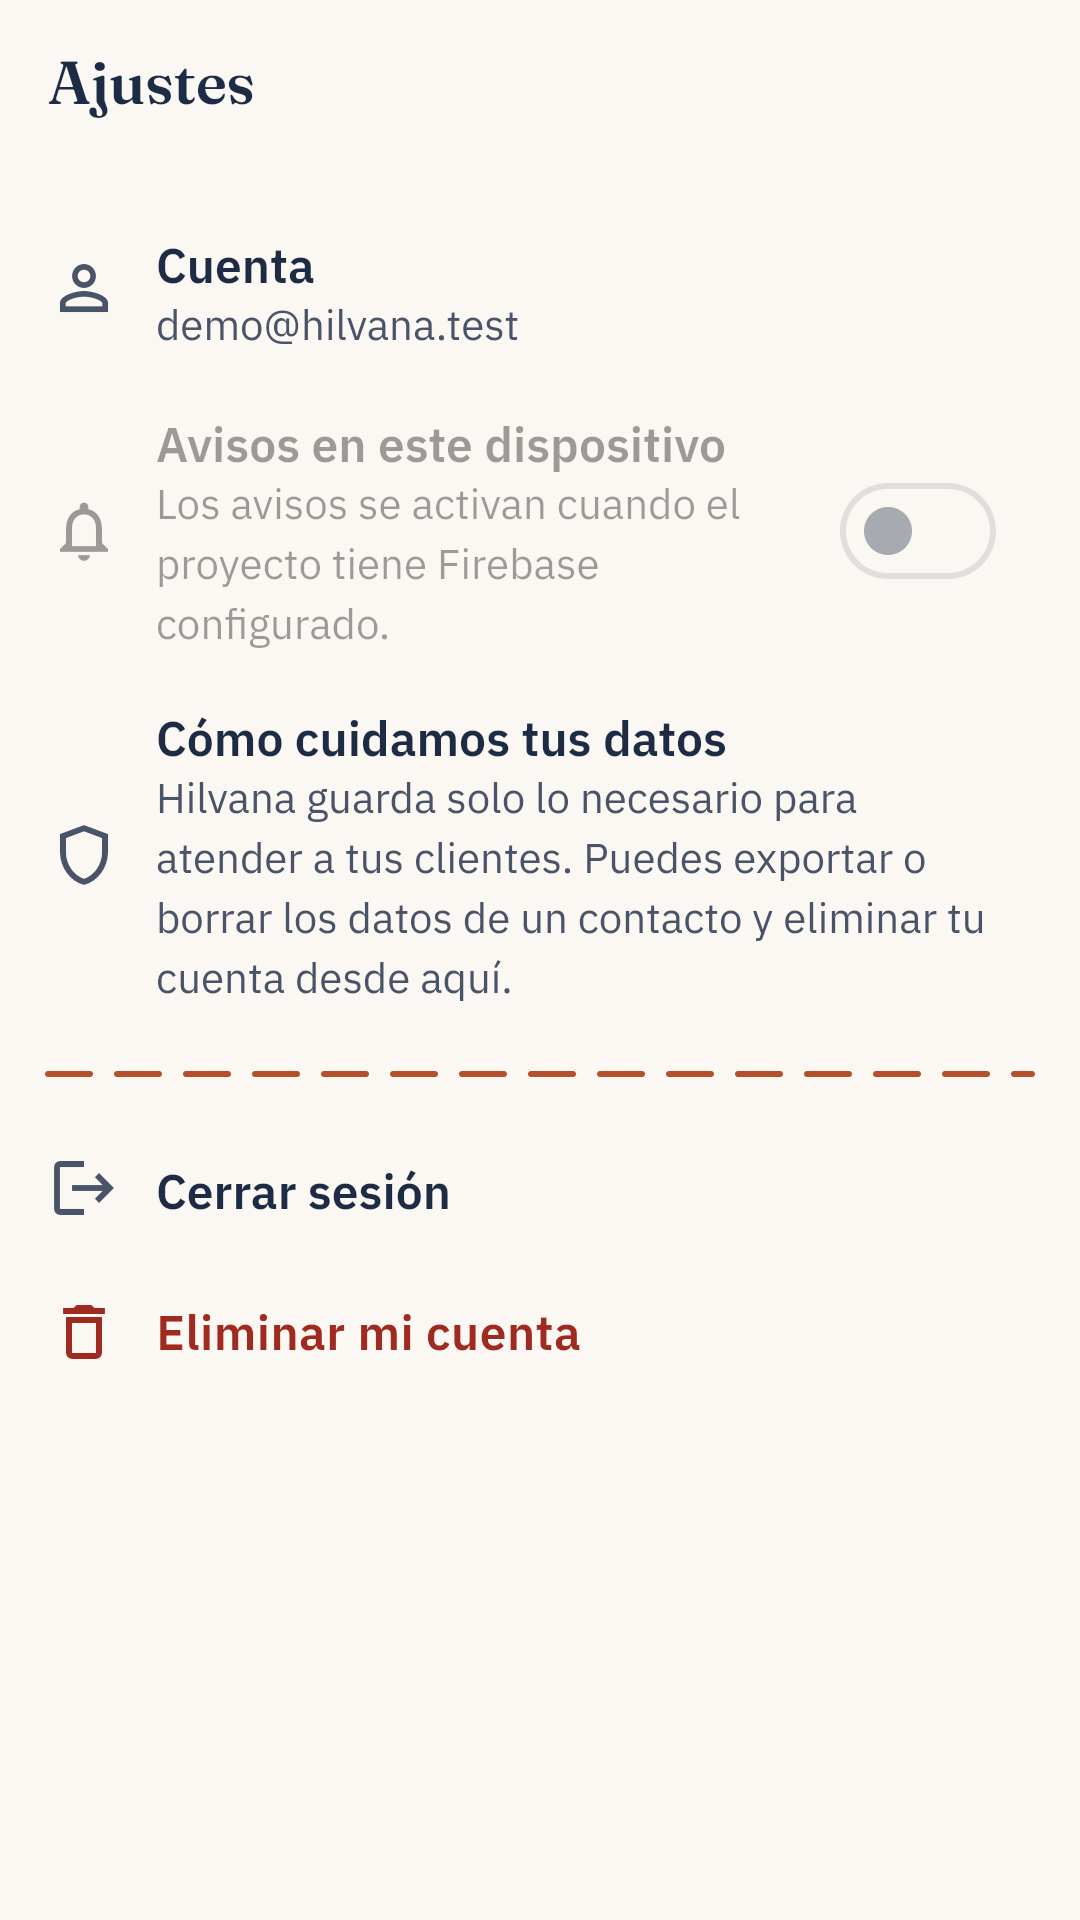 Ajustes
Cuenta
demo@hilvana.test
Avisos en este dispositivo
Los avisos se activan cuando el
proyecto tiene Firebase
configurado.
Cómo cuidamos tus datos
Hilvana guarda solo lo necesario para
atender a tus clientes. Puedes exportar o
borrar los datos de un contacto y eliminar tu
cuenta desde aquí.
Cerrar sesión
Eliminar mi cuenta